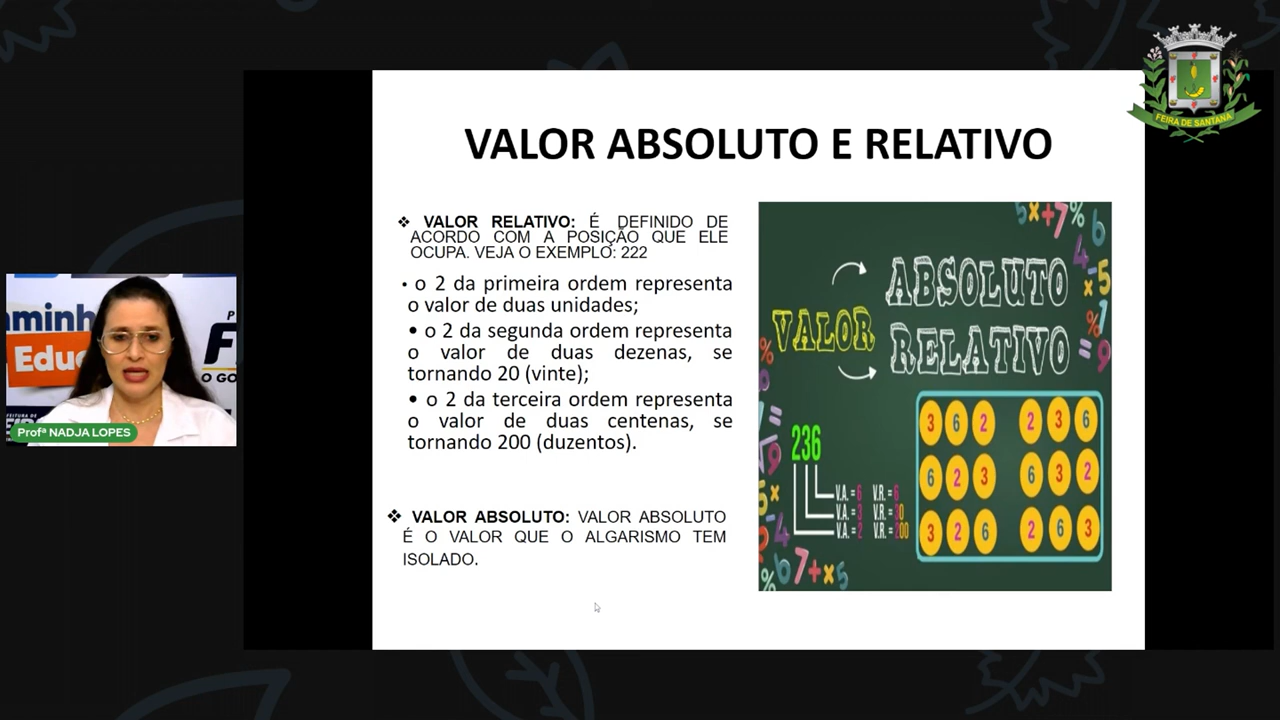 FEIRA DE SANTANA
VALOR ABSOLUTO E RELATIVO
❖ VALOR RELATIVO: É DEFINIDO DE
ACORDO COM A POSIÇÃO QUE ELE
OCUPA. VEJA O EXEMPLO: 222
• o 2 da primeira ordem representa
o valor de duas unidades;
• o 2 da segunda ordem representa
o valor de duas dezenas, se
tornando 20 (vinte);
• o 2 da terceira ordem representa
o valor de duas centenas, se
tornando 200 (duzentos).
❖ VALOR ABSOLUTO: VALOR ABSOLUTO
É O VALOR QUE O ALGARISMO TEM
ISOLADO.
VALOR
ABSOLUTO
RELATIVO
236
V.A. = 6 V.R. = 6
V.A. = 3 V.R. = 30
V.A. = 2 V.R. = 200
3 6 2 2 3 6
6 2 3 6 3 2
3 2 6 2 6 3
aminh
Educ
O GO
Profª NADJA LOPES